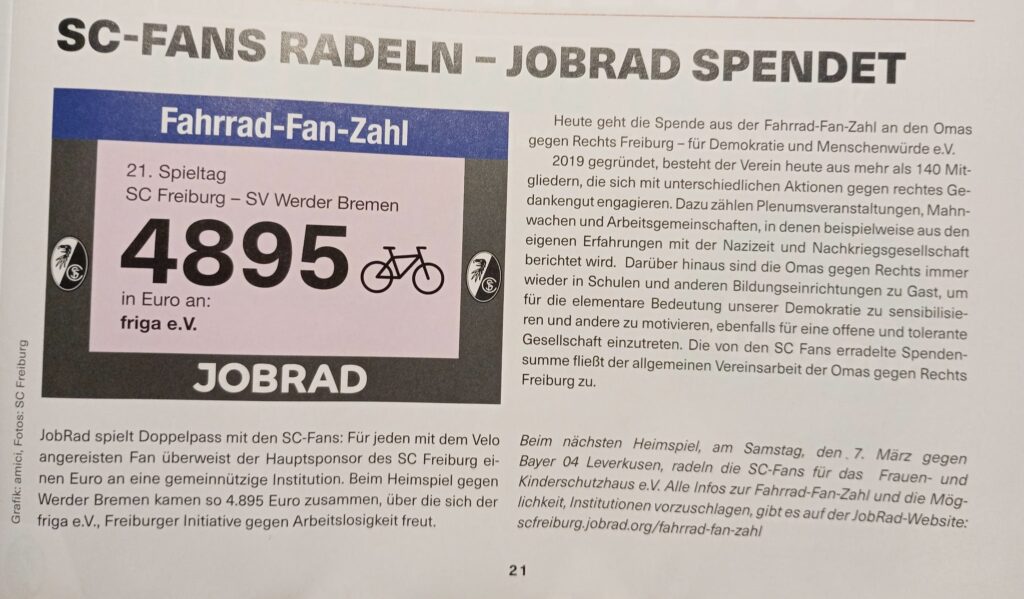 SC-FANS RADELN – JOBRAD SPENDET
Fahrrad-Fan-Zahl
21. Spieltag
SC Freiburg – SV Werder Bremen
4895
in Euro an:
friga e.V.
JOBRAD
Grafik: amici, Fotos: SC Freiburg
JobRad spielt Doppelpass mit den SC-Fans: Für jeden mit dem Velo
angereisten Fan überweist der Hauptsponsor des SC Freiburg ei-
nen Euro an eine gemeinnützige Institution. Beim Heimspiel gegen
Werder Bremen kamen so 4.895 Euro zusammen, über die sich der
friga e.V., Freiburger Initiative gegen Arbeitslosigkeit freut.
Heute geht die Spende aus der Fahrrad-Fan-Zahl an den Omas
gegen Rechts Freiburg – für Demokratie und Menschenwürde e.V.
2019 gegründet, besteht der Verein heute aus mehr als 140 Mit-
gliedern, die sich mit unterschiedlichen Aktionen gegen rechtes Ge-
dankengut engagieren. Dazu zählen Plenumsveranstaltungen, Mahn-
wachen und Arbeitsgemeinschaften, in denen beispielweise aus den
eigenen Erfahrungen mit der Nazizeit und Nachkriegsgesellschaft
berichtet wird. Darüber hinaus sind die Omas gegen Rechts immer
wieder in Schulen und anderen Bildungseinrichtungen zu Gast, um
für die elementare Bedeutung unserer Demokratie zu sensibilisie-
ren und andere zu motivieren, ebenfalls für eine offene und tolerante
Gesellschaft einzutreten. Die von den SC Fans erradelte Spenden-
summe fließt der allgemeinen Vereinsarbeit der Omas gegen Rechts
Freiburg zu.
Beim nächsten Heimspiel, am Samstag, den 7. März gegen
Bayer 04 Leverkusen, radeln die SC-Fans für das Frauen- und
Kinderschutzhaus e.V. Alle Infos zur Fahrrad-Fan-Zahl und die Mög-
lichkeit, Institutionen vorzuschlagen, gibt es auf der JobRad-Website:
scfreiburg.jobrad.org/fahrrad-fan-zahl
21